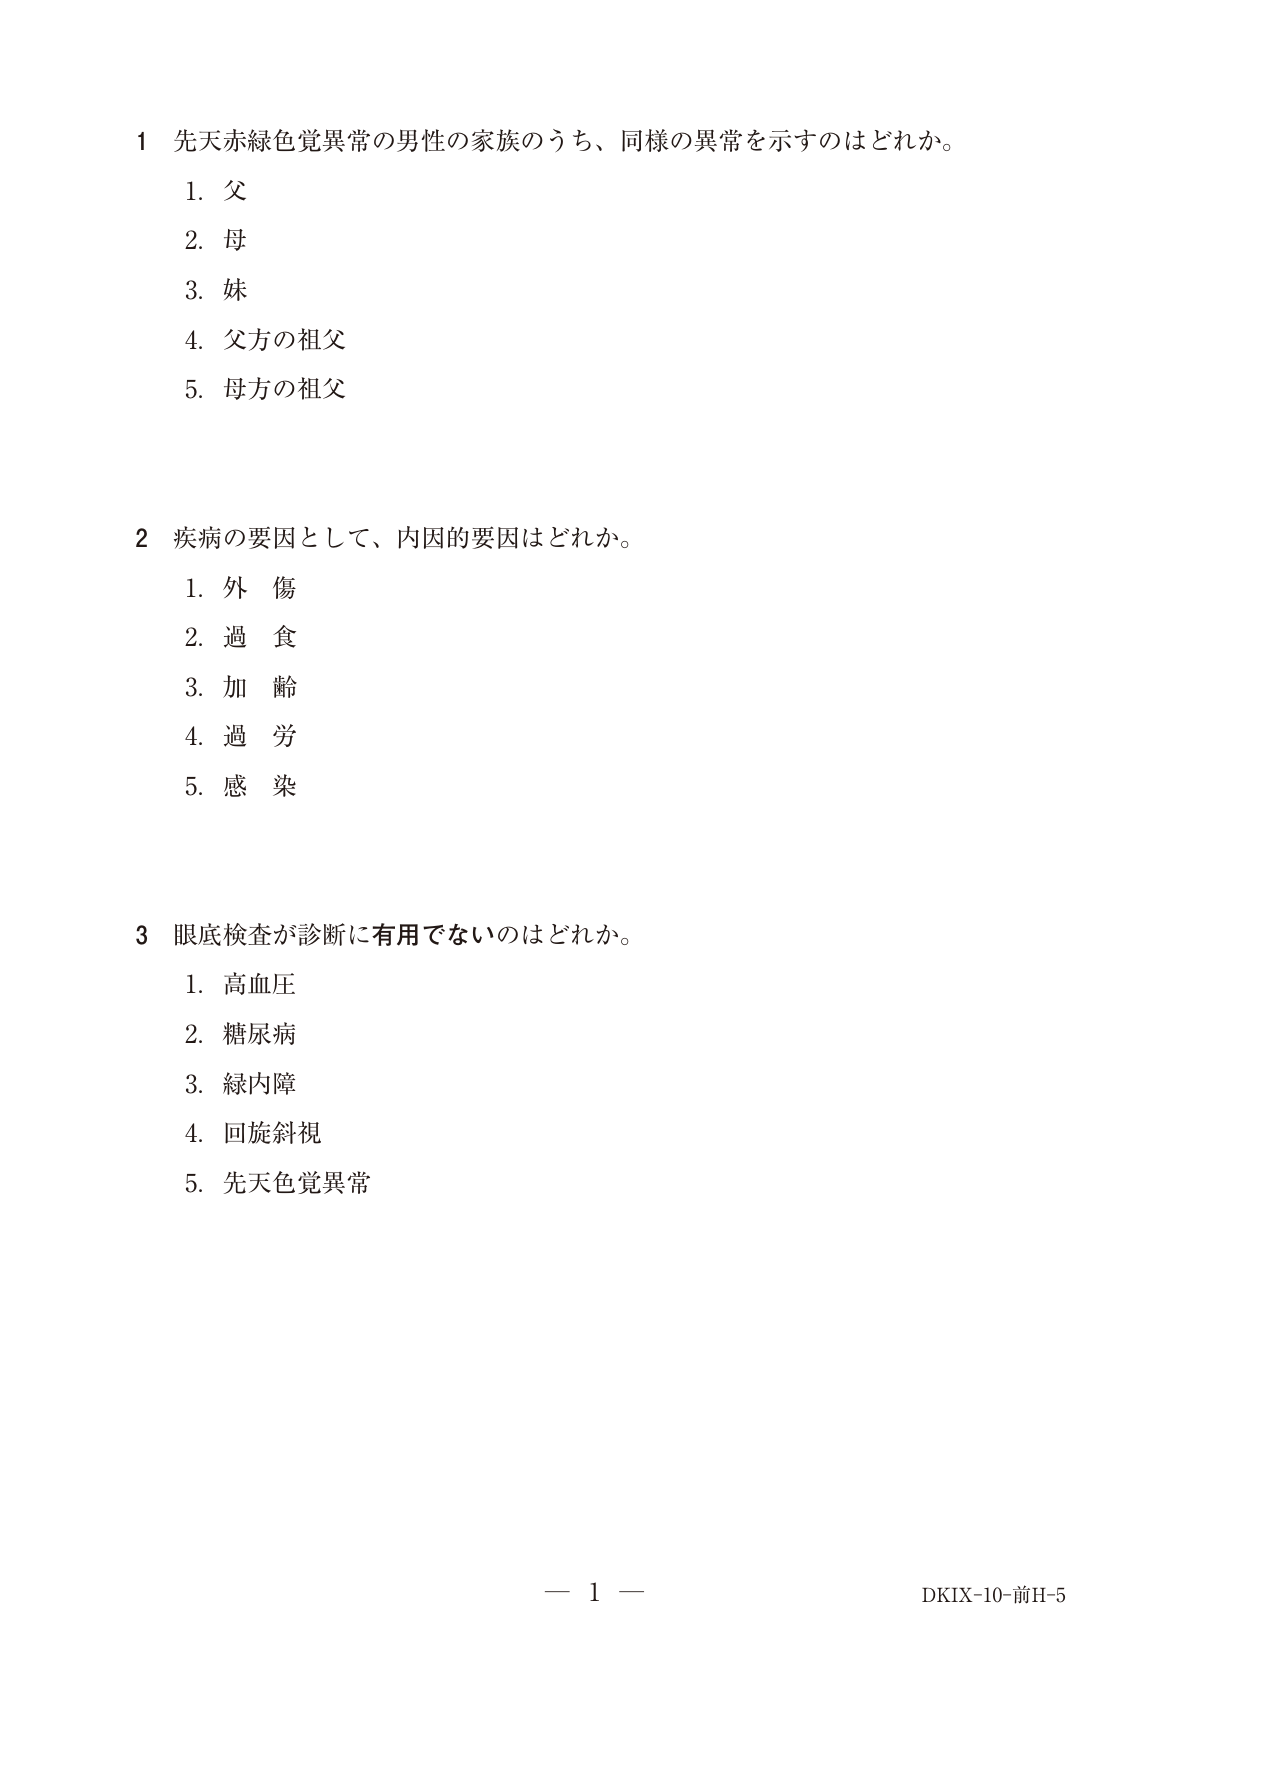 1　先天赤緑色覚異常の男性の家族のうち、同様の異常を示すのはどれか。
1. 父
2. 母
3. 妹
4. 父方の祖父
5. 母方の祖父
2　疾病の要因として、内因的要因はどれか。
1. 外　傷
2. 過　食
3. 加　齢
4. 過　労
5. 感　染
3　眼底検査が診断に有用でないのはどれか。
1. 高血圧
2. 糖尿病
3. 緑内障
4. 回旋斜視
5. 先天色覚異常
― 1 ―
DKIX-10-前H-5